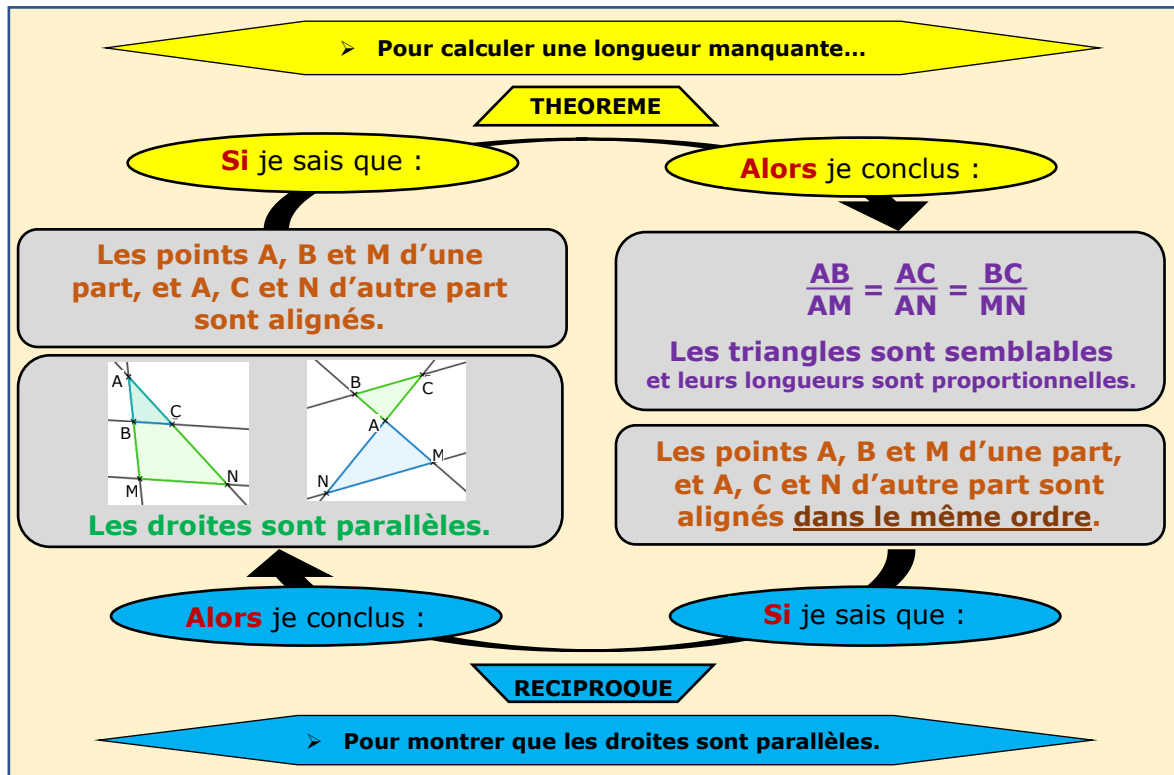 ➢ Pour calculer une longueur manquante…
THEOREME
Si je sais que :
Alors je conclus :
Les points A, B et M d’une
part, et A, C et N d’autre part
sont alignés.
AB/AM = AC/AN = BC/MN
Les triangles sont semblables
et leurs longueurs sont proportionnelles.
A
B
C
M
N
B
C
A
M
N
Les droites sont parallèles.
Les points A, B et M d’une part,
et A, C et N d’autre part sont
alignés dans le même ordre.
Alors je conclus :
Si je sais que :
RECIPROQUE
➢ Pour montrer que les droites sont parallèles.